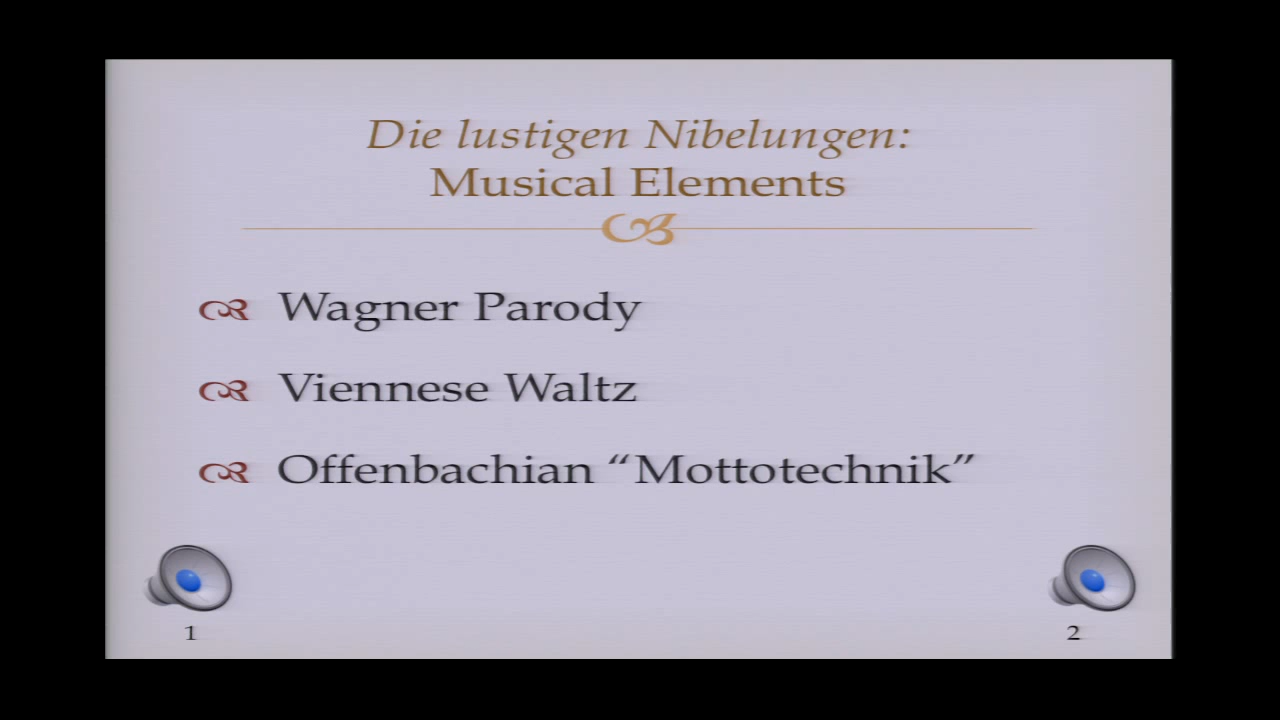 Die lustigen Nibelungen:
Musical Elements
Wagner Parody
Viennese Waltz
Offenbachian “Mottotechnik”
1
2